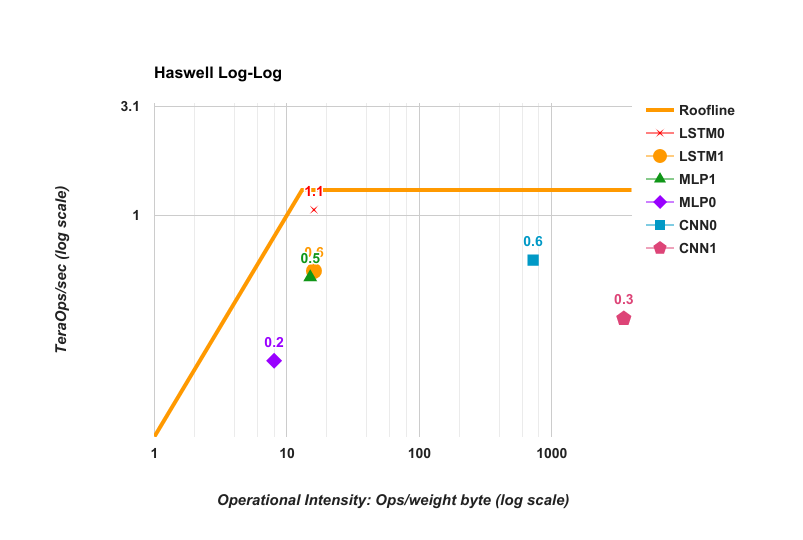 Haswell Log-Log
3.1
1
TeraOps/sec (log scale)
1.1
0.6
0.5
0.2
0.6
0.3
1
10
100
1000
Operational Intensity: Ops/weight byte (log scale)
Roofline
LSTM0
LSTM1
MLP1
MLP0
CNN0
CNN1